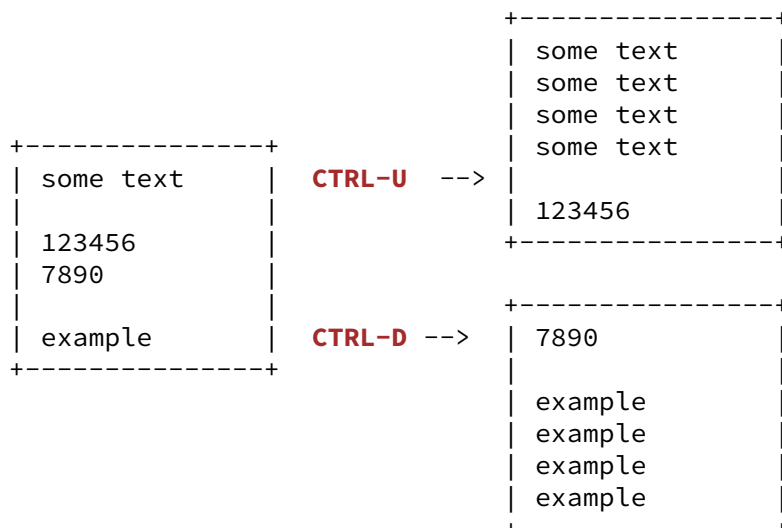 +---------------+
| some text     |
|               |
| 123456        |
| 7890          |
|               |
| example       |
+---------------+
CTRL-U -->
+----------------+
| some text      |
| some text      |
| some text      |
| some text      |
|                |
| 123456         |
+----------------+
CTRL-D -->
+----------------+
| 7890           |
|                |
| example        |
| example        |
| example        |
| example        |